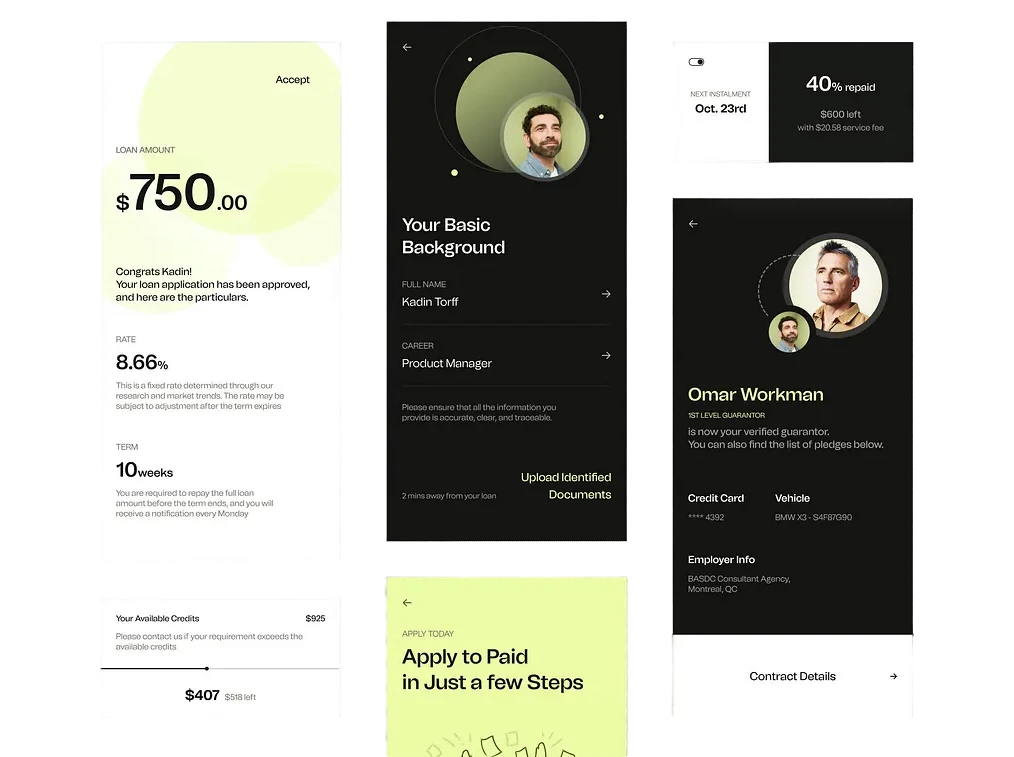 Accept
LOAN AMOUNT
$750.00
Congrats Kadin!
Your loan application has been approved,
and here are the particulars.
RATE
8.66%
This is a fixed rate determined through our
research and market trends. The rate may be
subject to adjustment after the term expires
TERM
10weeks
You are required to repay the full loan
amount before the term ends, and you will
receive a notification every Monday
Your Available Credits
$925
Please contact us if your requirement exceeds the
available credits
$407 $518 left
Your Basic
Background
FULL NAME
Kadin Torff
CAREER
Product Manager
Please ensure that all the information you
provide is accurate, clear, and traceable.
2 mins away from your loan
Upload Identified
Documents
APPLY TODAY
Apply to Paid
in Just a few Steps
NEXT INSTALMENT
Oct. 23rd
40% repaid
$600 left
with $20.58 service fee
Omar Workman
1ST LEVEL GUARANTOR
is now your verified guarantor.
You can also find the list of pledges below.
Credit Card
**** 4392
Vehicle
BMW X3 - S4F87G90
Employer Info
BASDC Consultant Agency,
Montreal, QC
Contract Details